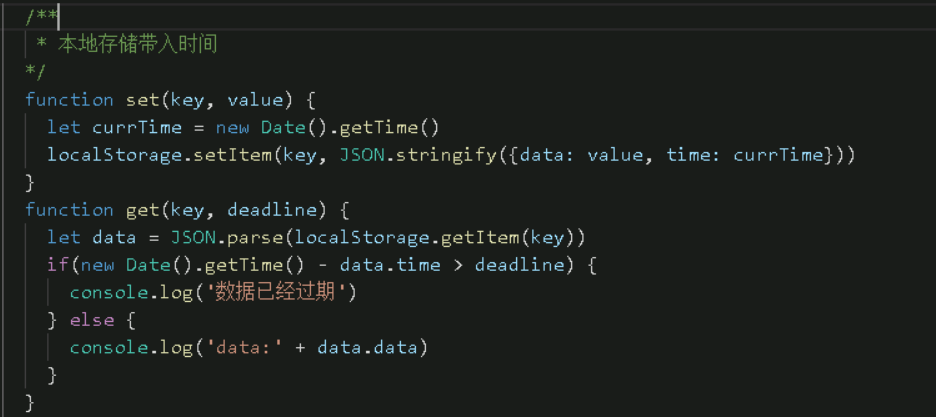 /**
 * 本地存储带入时间
*/
function set(key, value) {
  let currTime = new Date().getTime()
  localStorage.setItem(key, JSON.stringify({data: value, time: currTime}))
}
function get(key, deadline) {
  let data = JSON.parse(localStorage.getItem(key))
  if(new Date().getTime() - data.time > deadline) {
    console.log('数据已经过期')
  } else {
    console.log('data:' + data.data)
  }
}